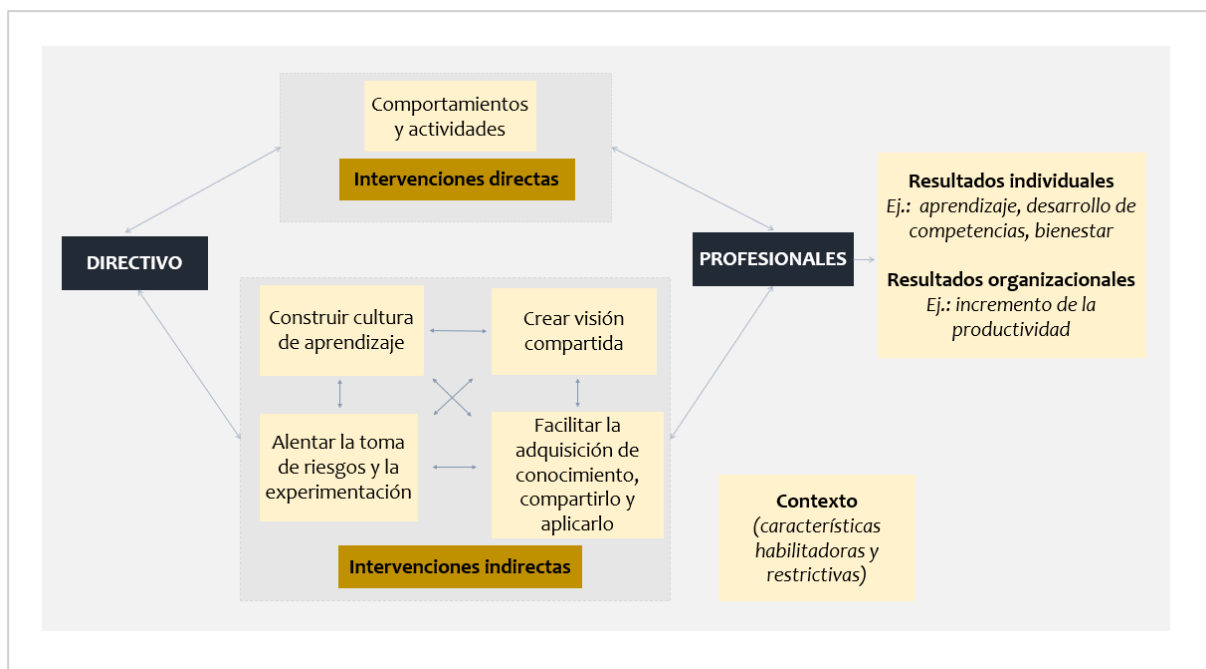 Comportamientos
y actividades
Intervenciones directas
DIRECTIVO
PROFESIONALES
Resultados individuales
Ej.: aprendizaje, desarrollo de
competencias, bienestar
Resultados organizacionales
Ej.: incremento de la
productividad
Construir cultura
de aprendizaje
Crear visión
compartida
Alentar la toma
de riesgos y la
experimentación
Facilitar la
adquisición de
conocimiento,
compartirlo y
aplicarlo
Intervenciones indirectas
Contexto
(característícas
habilitadoras y
restrictivas)